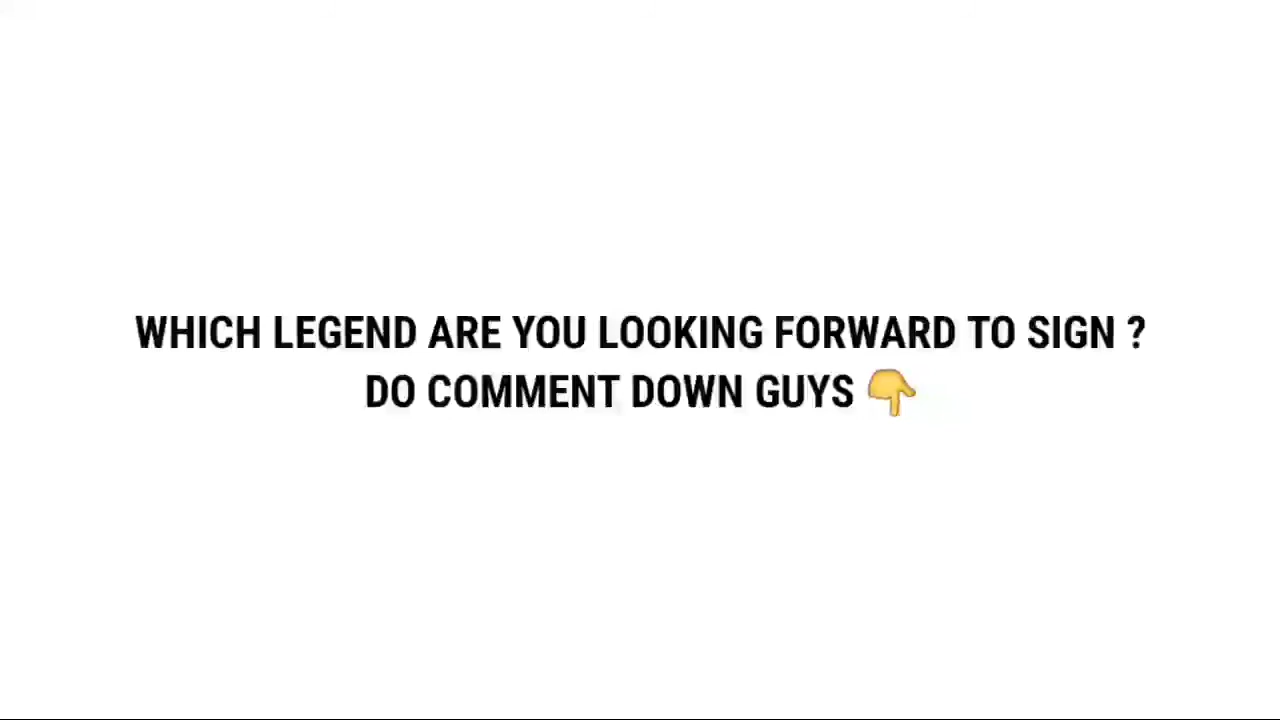 WHICH LEGEND ARE YOU LOOKING FORWARD TO SIGN ?
DO COMMENT DOWN GUYS 👇